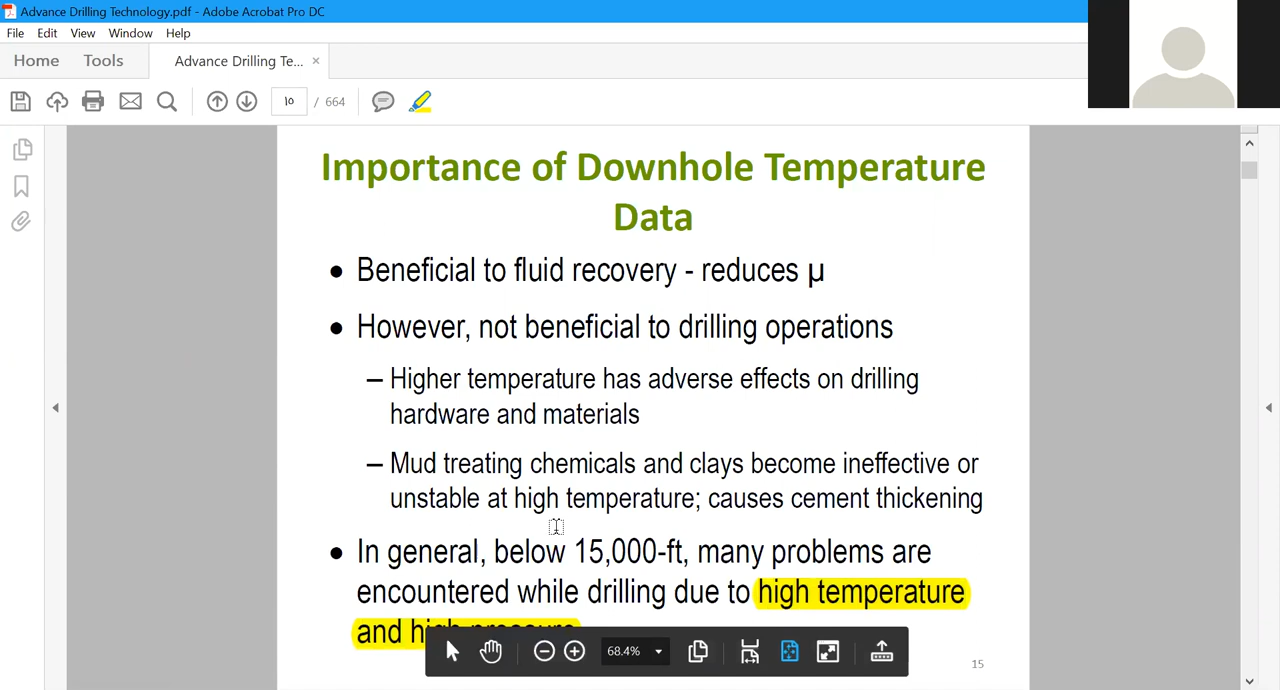 Advance Drilling Technology.pdf - Adobe Acrobat Pro DC
File Edit View Window Help
Home Tools Advance Drilling Te... ×
١٥ / 664
Importance of Downhole Temperature
Data
• Beneficial to fluid recovery - reduces μ
• However, not beneficial to drilling operations
– Higher temperature has adverse effects on drilling
hardware and materials
– Mud treating chemicals and clays become ineffective or
unstable at high temperature; causes cement thickening
• In general, below 15,000-ft, many problems are
encountered while drilling due to high temperature
and high pressure
68.4%
15